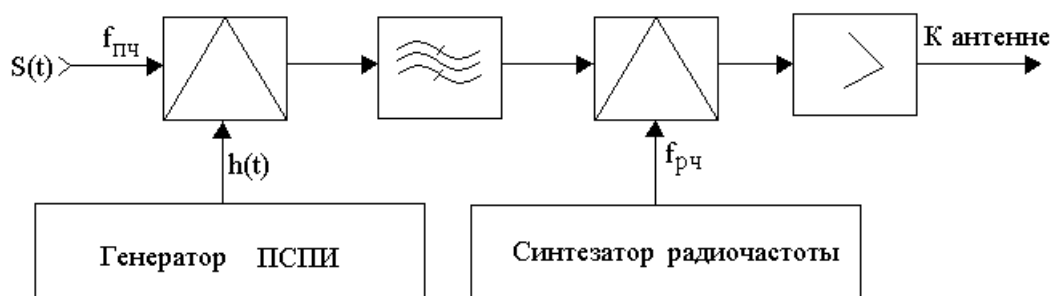 S(t)
fпч
h(t)
fрч
К антенне
Генератор ПСПИ
Синтезатор радиочастоты